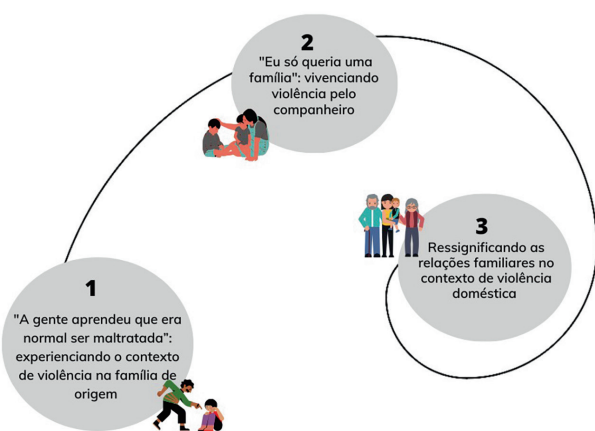 1
"A gente aprendeu que era
normal ser maltratada":
experienciando o contexto
de violência na família de
origem
2
"Eu só queria uma
família": vivenciando
violência pelo
companheiro
3
Ressignificando as
relações familiares no
contexto de violência
doméstica